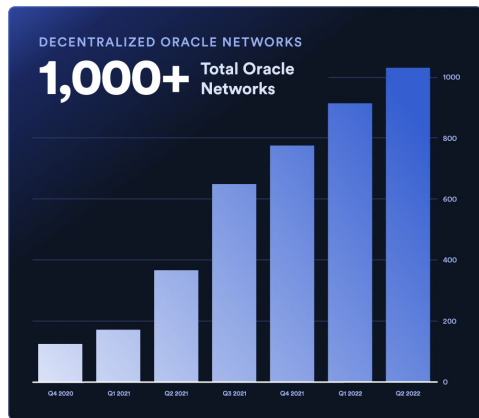 DECENTRALIZED ORACLE NETWORKS
1,000+
Total Oracle
Networks
1000
800
600
400
200
0
Q4 2020
Q1 2021
Q2 2021
Q3 2021
Q4 2021
Q1 2022
Q2 2022